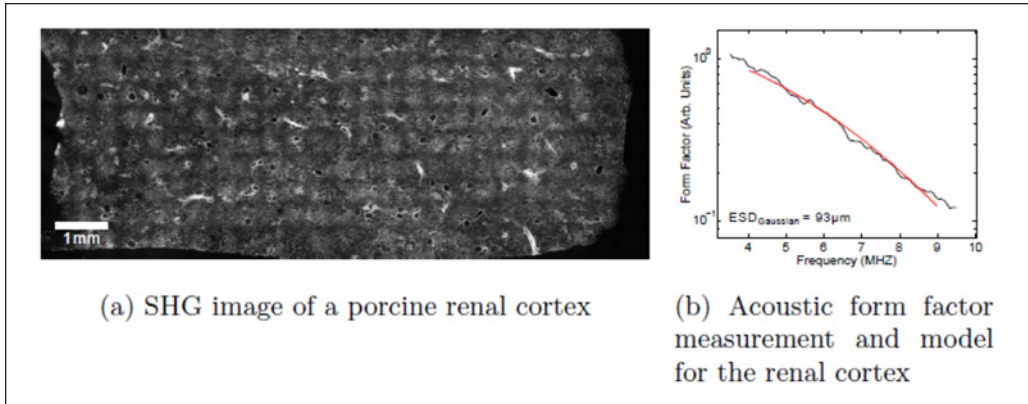 1mm
Form Factor (Arb. Units)
10⁰
10⁻¹
ESD_Gaussian = 93µm
4 5 6 7 8 9 10
Frequency (MHZ)
(a) SHG image of a porcine renal cortex
(b) Acoustic form factor
measurement and model
for the renal cortex